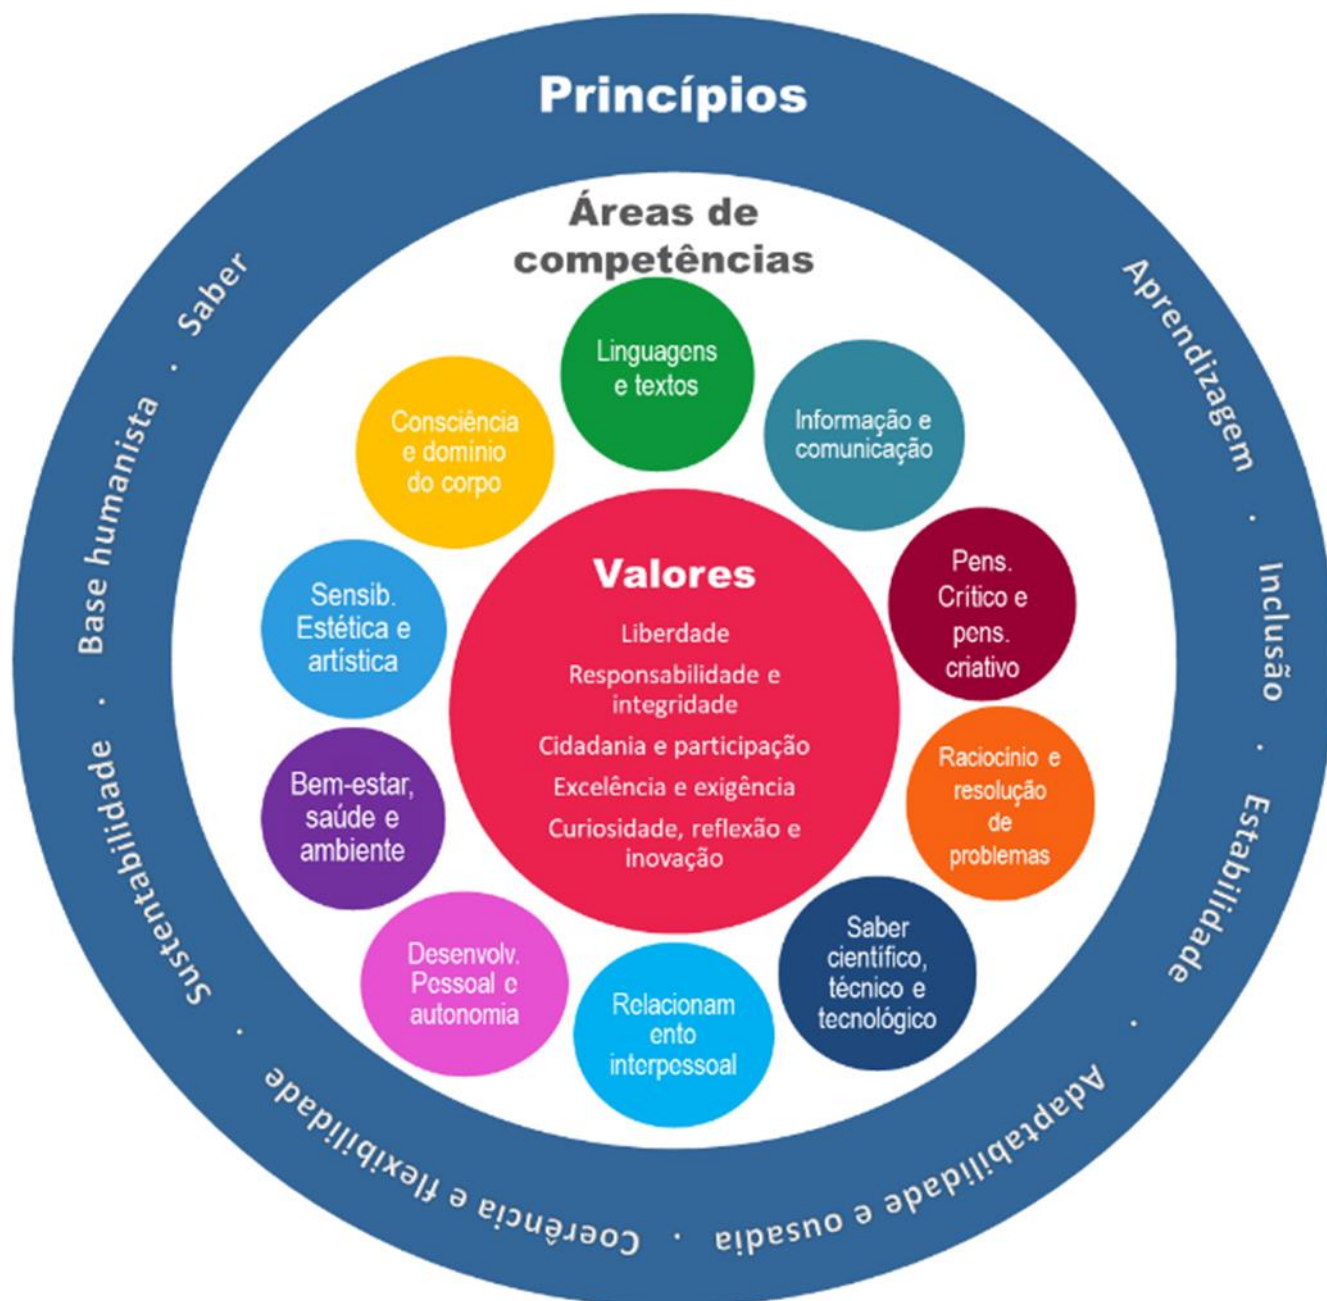 Princípios
Aprendizagem · Inclusão · Estabilidade · Adaptabilidade e ousadia · Coerência e flexibilidade · Sustentabilidade · Base humanista · Saber
Áreas de
competências
Linguagens
e textos
Informação e
comunicação
Pens.
Crítico e
pens.
criativo
Raciocínio e
resolução
de
problemas
Saber
científico,
técnico e
tecnológico
Relacionam
ento
interpessoal
Desenvolv.
Pessoal e
autonomia
Bem-estar,
saúde e
ambiente
Sensib.
Estética e
artística
Consciência
e domínio
do corpo
Valores
Liberdade
Responsabilidade e
integridade
Cidadania e participação
Excelência e exigência
Curiosidade, reflexão e
inovação